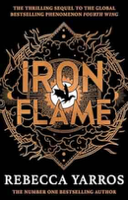 THE THRILLING SEQUEL TO THE GLOBAL
BESTSELLING PHENOMENON FOURTH WING
IRON
FLAME
REBECCA YARROS
THE NUMBER ONE BESTSELLING AUTHOR